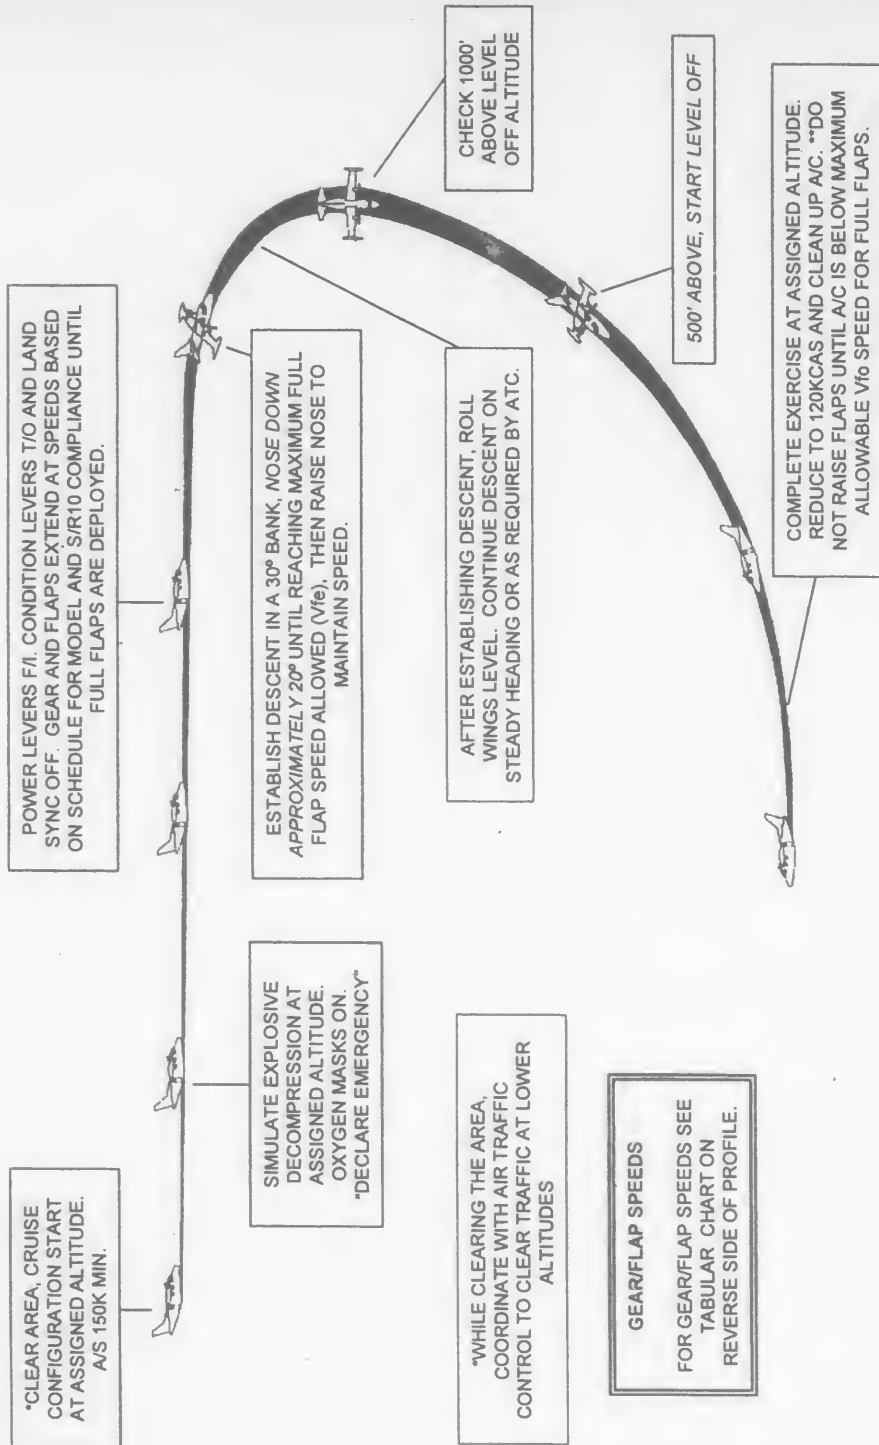 "CLEAR AREA, CRUISE
CONFIGURATION START
AT ASSIGNED ALTITUDE.
A/S 150K MIN.
SIMULATE EXPLOSIVE
DECOMPRESSION AT
ASSIGNED ALTITUDE.
OXYGEN MASKS ON.
"DECLARE EMERGENCY"
POWER LEVERS F/I. CONDITION LEVERS T/O AND LAND
SYNC OFF. GEAR AND FLAPS EXTEND AT SPEEDS BASED
ON SCHEDULE FOR MODEL AND S/R10 COMPLIANCE UNTIL
FULL FLAPS ARE DEPLOYED.
ESTABLISH DESCENT IN A 30º BANK, NOSE DOWN
APPROXIMATELY 20º UNTIL REACHING MAXIMUM FULL
FLAP SPEED ALLOWED (Vfe), THEN RAISE NOSE TO
MAINTAIN SPEED.
AFTER ESTABLISHING DESCENT, ROLL
WINGS LEVEL. CONTINUE DESCENT ON
STEADY HEADING OR AS REQUIRED BY ATC.
CHECK 1000'
ABOVE LEVEL
OFF ALTITUDE
500' ABOVE, START LEVEL OFF
COMPLETE EXERCISE AT ASSIGNED ALTITUDE.
REDUCE TO 120KCAS AND CLEAN UP A/C. **DO
NOT RAISE FLAPS UNTIL A/C IS BELOW MAXIMUM
ALLOWABLE Vfo SPEED FOR FULL FLAPS.
"WHILE CLEARING THE AREA,
COORDINATE WITH AIR TRAFFIC
CONTROL TO CLEAR TRAFFIC AT LOWER
ALTITUDES
GEAR/FLAP SPEEDS
FOR GEAR/FLAP SPEEDS SEE
TABULAR CHART ON
REVERSE SIDE OF PROFILE.